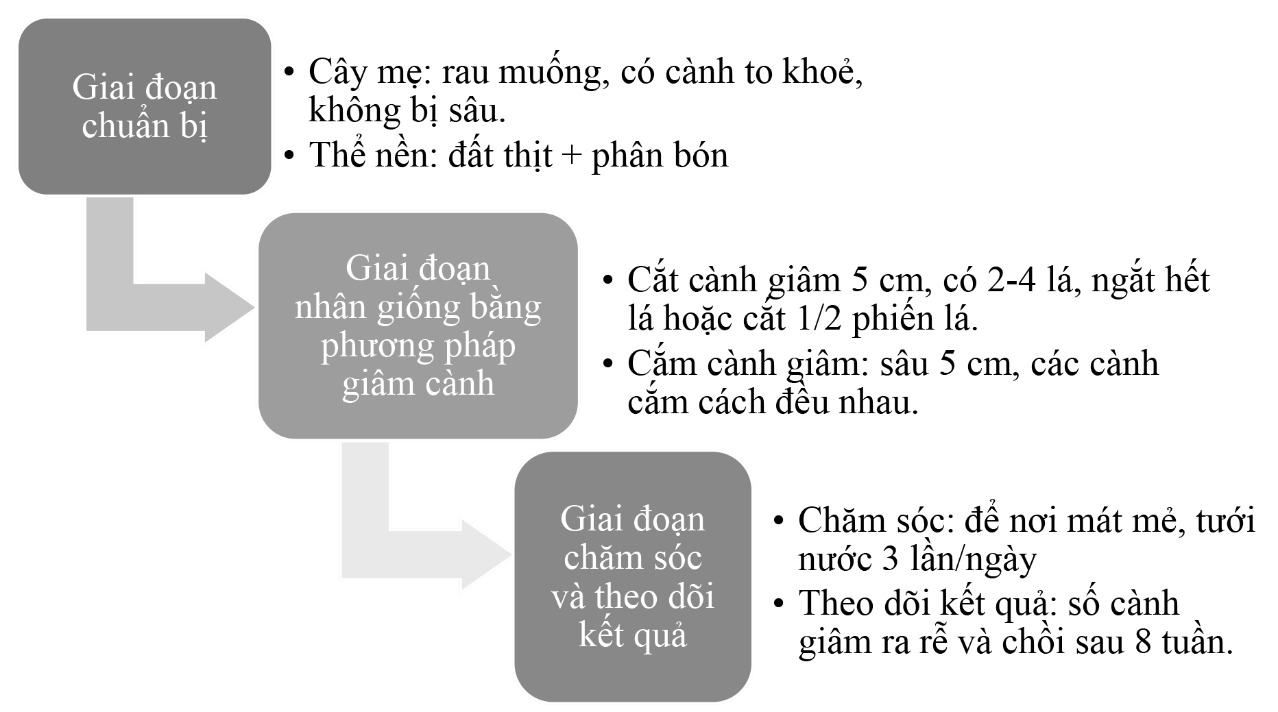 Giai đoạn
chuẩn bị
• Cây mẹ: rau muống, có cành to khoẻ,
không bị sâu.
• Thể nền: đất thịt + phân bón
Giai đoạn
nhân giống bằng
phương pháp
giâm cành
• Cắt cành giâm 5 cm, có 2-4 lá, ngắt hết
lá hoặc cắt 1/2 phiến lá.
• Cắm cành giâm: sâu 5 cm, các cành
cắm cách đều nhau.
Giai đoạn
chăm sóc
và theo dõi
kết quả
• Chăm sóc: để nơi mát mẻ, tưới
nước 3 lần/ngày
• Theo dõi kết quả: số cành
giâm ra rễ và chồi sau 8 tuần.